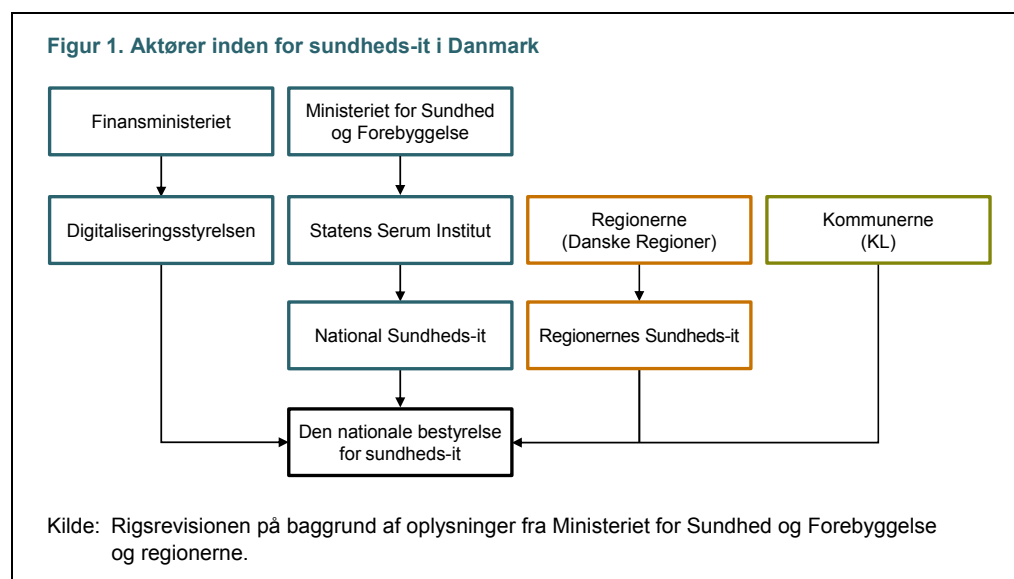 Figur 1. Aktører inden for sundheds-it i Danmark
Finansministeriet
Ministeriet for Sundhed
og Forebyggelse
Digitaliseringsstyrelsen
Statens Serum Institut
Regionerne
(Danske Regioner)
Kommunerne
(KL)
National Sundheds-it
Regionernes Sundheds-it
Den nationale bestyrelse
for sundheds-it
Kilde: Rigsrevisionen på baggrund af oplysninger fra Ministeriet for Sundhed og Forebyggelse
og regionerne.